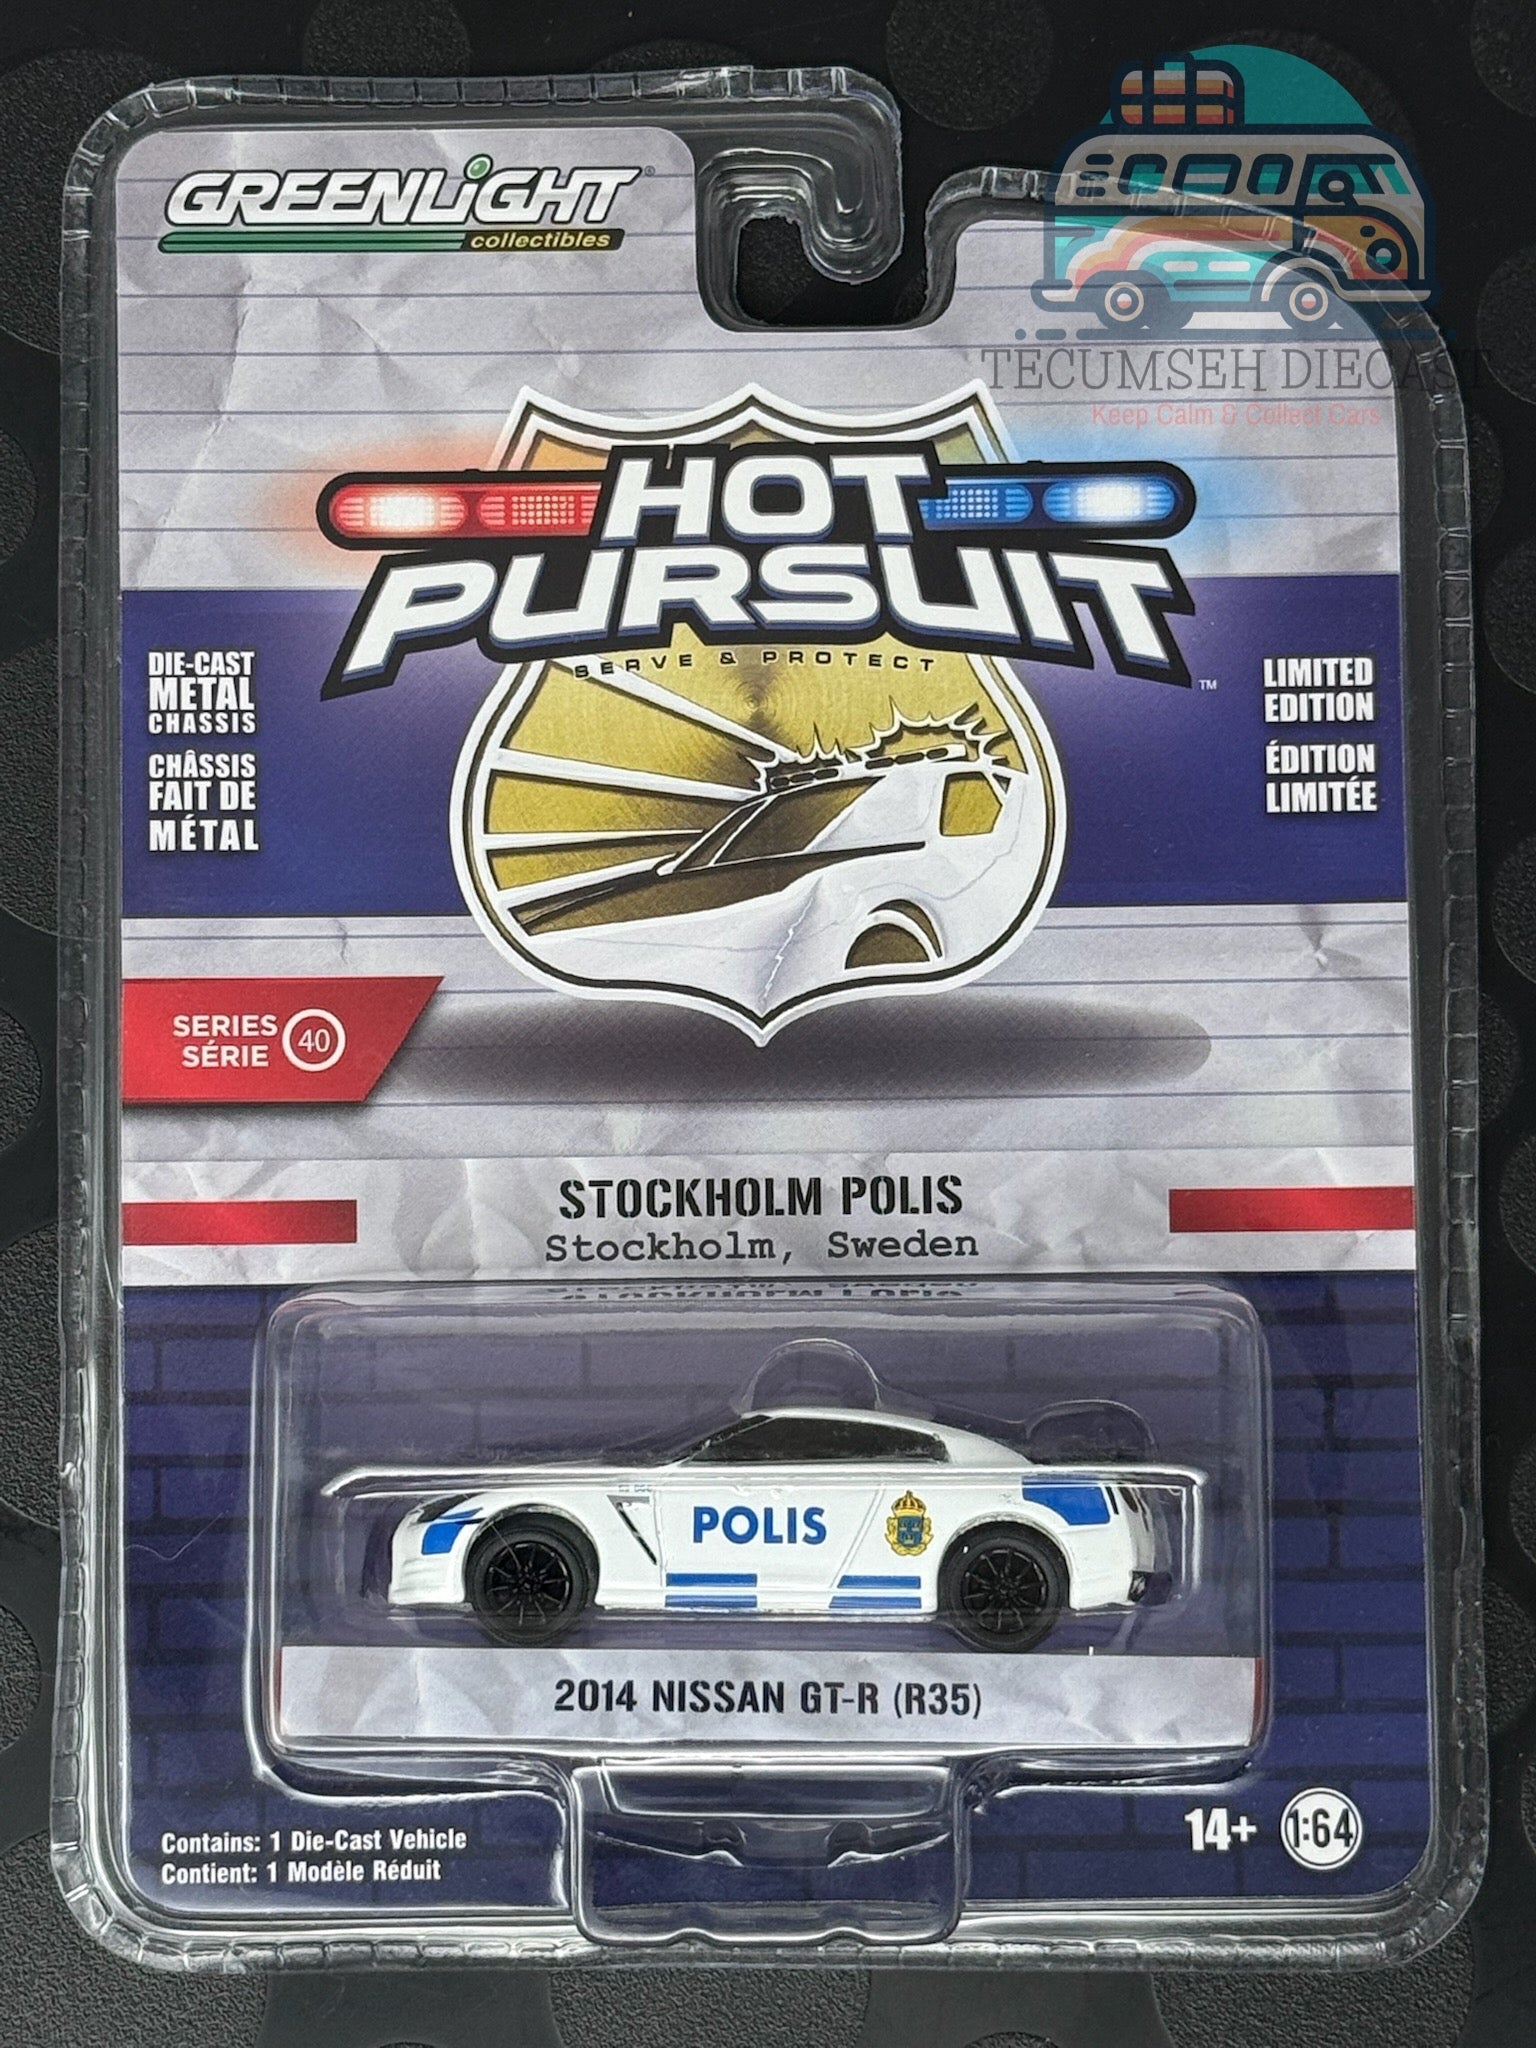 GREENLiGHT®
collectibles
TECUMSEH DIECAST
Keep Calm & Collect Cars
HOT
PURSUIT™
SERVE & PROTECT
DIE-CAST
METAL
CHASSIS
CHÂSSIS
FAIT DE
MÉTAL
LIMITED
EDITION
ÉDITION
LIMITÉE
SERIES
SÉRIE
40
STOCKHOLM POLIS
Stockholm, Sweden
POLIS
2014 NISSAN GT-R (R35)
Contains: 1 Die-Cast Vehicle
Contient: 1 Modèle Réduit
14+
1:64